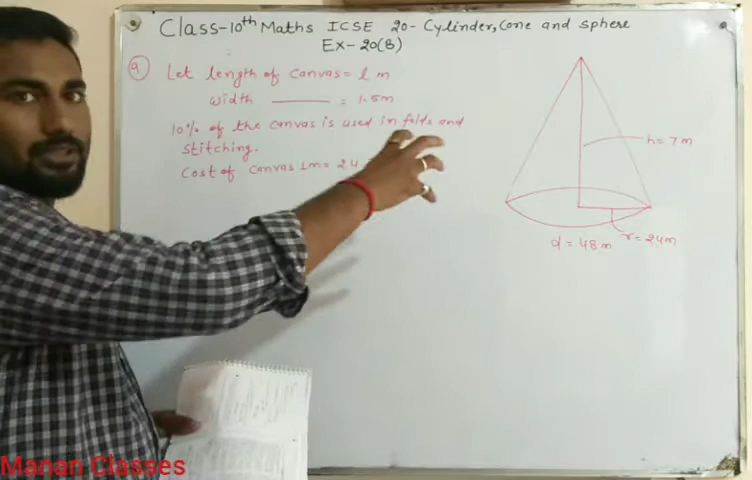 Class-10th Maths ICSE 20- Cylinder, Cone and sphere
Ex-20(B)
9 Let length of canvas = l m
width —— = 1.5m
10% of the canvas is used in folds and
stitching.
Cost of canvas 1m = 24
h = 7m
r = 24m
d = 48m
Manan Classes